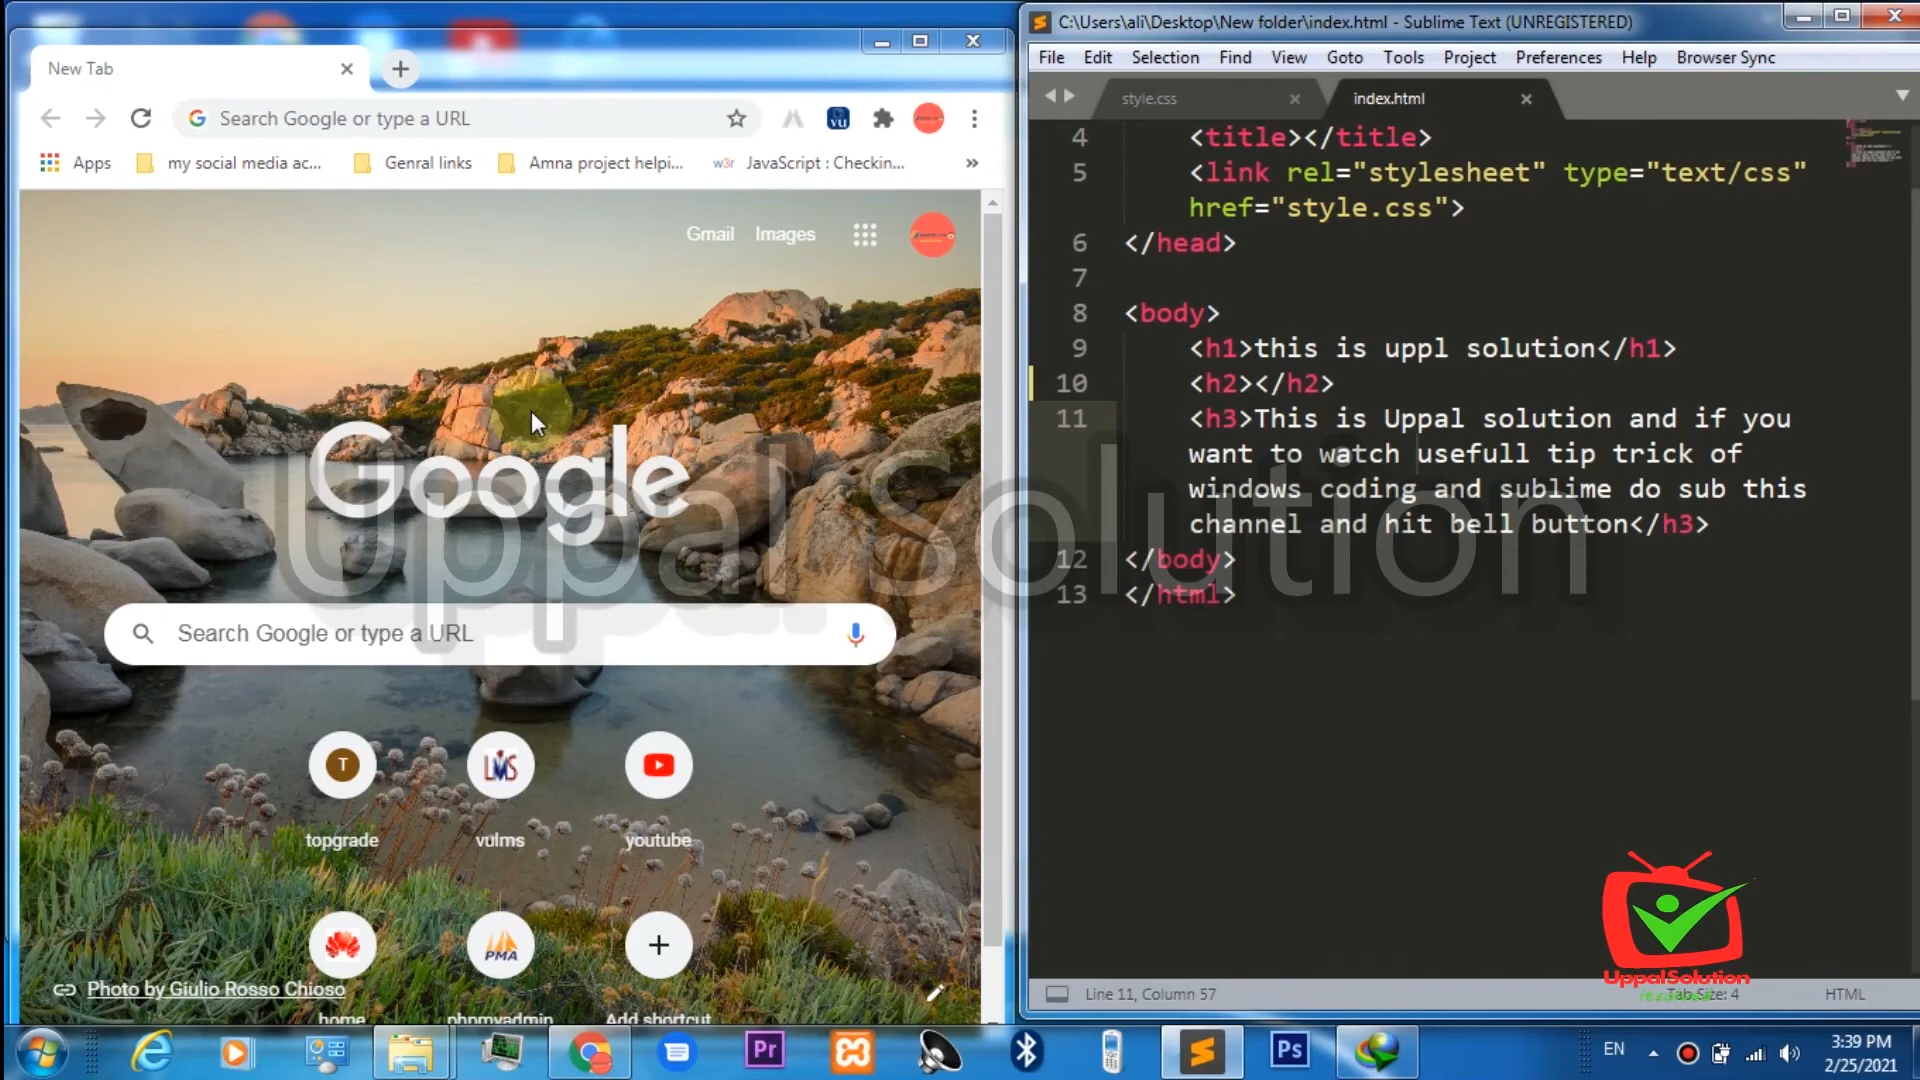 New Tab
Search Google or type a URL
Apps
my social media ac...
Genral links
Amna project helpi...
w3r JavaScript : Checkin...
»
vu
Gmail Images
Google
Search Google or type a URL
T
LMS
topgrade
vulms
youtube
PMA
Photo by Giulio Rosso Chioso
home
phpmyadmin
Add shortcut
C:\Users\ali\Desktop\New folder\index.html - Sublime Text (UNREGISTERED)
File Edit Selection Find View Goto Tools Project Preferences Help Browser Sync
style.css
index.html
4 <title></title>
5 <link rel="stylesheet" type="text/css"
href="style.css">
6 </head>
7
8 <body>
9 <h1>this is uppl solution</h1>
10 <h2></h2>
11 <h3>This is Uppal solution and if you
want to watch usefull tip trick of
windows coding and sublime do sub this
channel and hit bell button</h3>
12 </body>
13 </html>
Uppal Solution
UppalSolution
Line 11, Column 57
Tab Size: 4
HTML
Pr
Ps
EN
3:39 PM
2/25/2021